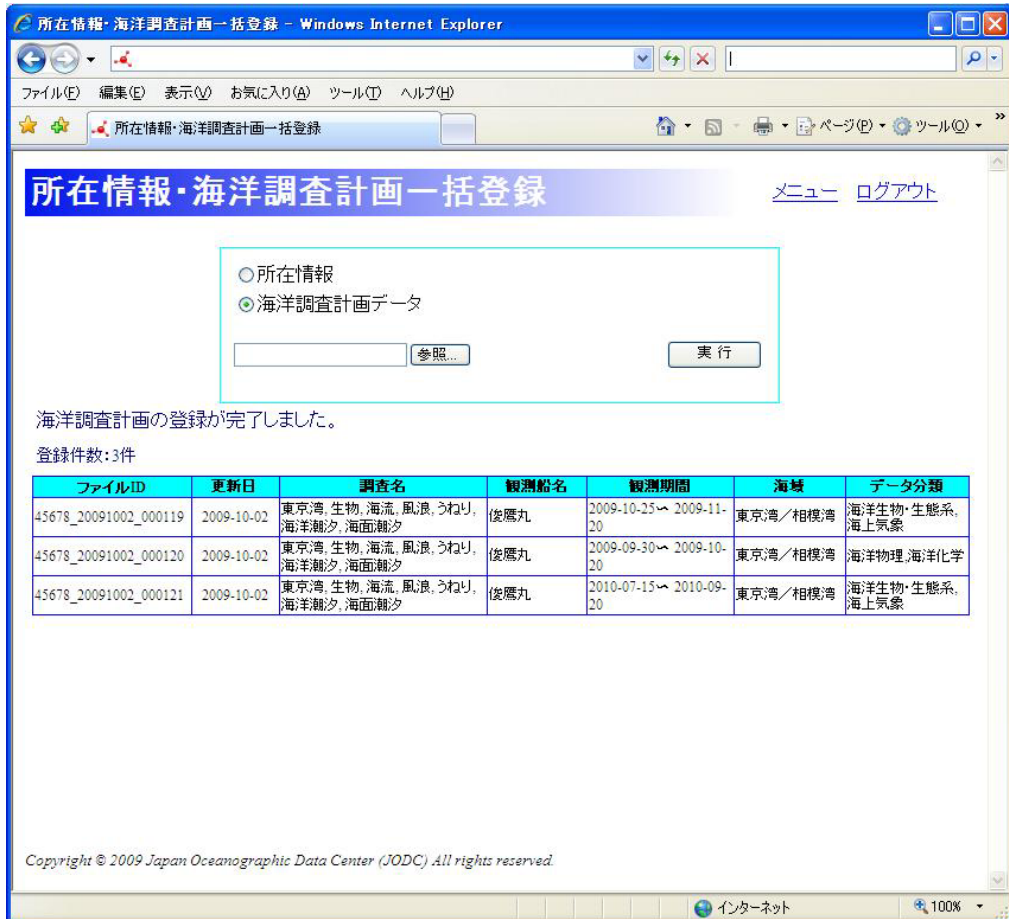 所在情報・海洋調査計画一括登録 - Windows Internet Explorer
ファイル(F) 編集(E) 表示(V) お気に入り(A) ツール(T) ヘルプ(H)
所在情報・海洋調査計画一括登録 ページ(P) ツール(O) »
所在情報・海洋調査計画一括登録 メニュー ログアウト
所在情報
海洋調査計画データ
参照... 実行
海洋調査計画の登録が完了しました。
登録件数:3件
ファイルID 更新日 調査名 観測船名 観測期間 海域 データ分類
45678_20091002_000119 2009-10-02 東京湾,生物,海流,風浪,うねり, 俊鷹丸 2009-10-25〜 2009-11- 東京湾/相模湾 海洋生物・生態系,
海洋潮汐,海面潮汐 20 海上気象
45678_20091002_000120 2009-10-02 東京湾,生物,海流,風浪,うねり, 俊鷹丸 2009-09-30〜 2009-10- 東京湾/相模湾 海洋物理,海洋化学
海洋潮汐,海面潮汐 20
45678_20091002_000121 2009-10-02 東京湾,生物,海流,風浪,うねり, 俊鷹丸 2010-07-15〜 2010-09- 東京湾/相模湾 海洋生物・生態系,
海洋潮汐,海面潮汐 20 海上気象
Copyright © 2009 Japan Oceanographic Data Center (JODC) All rights reserved.
インターネット 100%